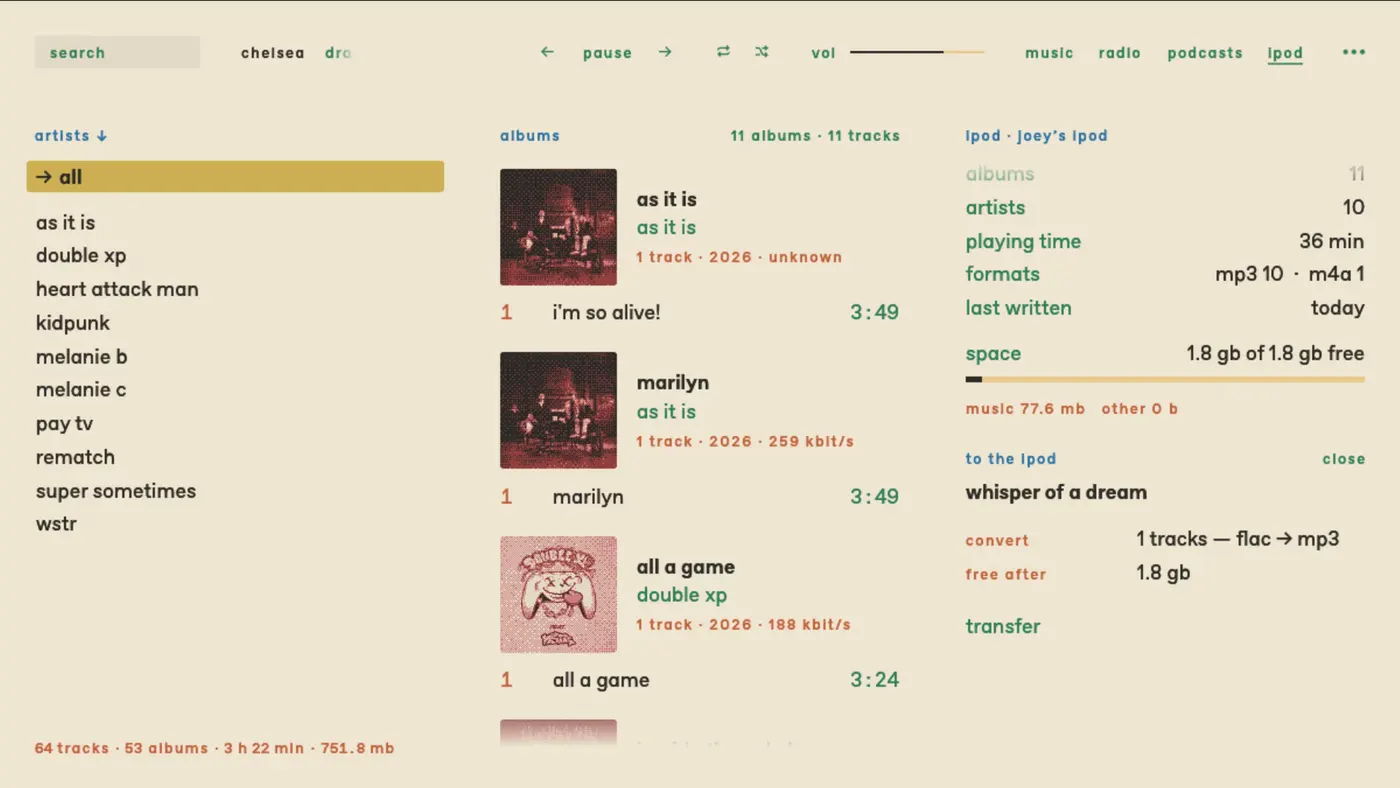 search
chelsea dra
← pause →
vol
music radio podcasts ipod •••
artists ↓
→ all
as it is
double xp
heart attack man
kidpunk
melanie b
melanie c
pay tv
rematch
super sometimes
wstr
64 tracks · 53 albums · 3 h 22 min · 751.8 mb
albums 11 albums · 11 tracks
as it is
as it is
1 track · 2026 · unknown
1 i'm so alive! 3:49
marilyn
as it is
1 track · 2026 · 259 kbit/s
1 marilyn 3:49
DOUBLE XP
all a game
double xp
1 track · 2026 · 188 kbit/s
1 all a game 3:24
ipod · joey's ipod
albums 11
artists 10
playing time 36 min
formats mp3 10 · m4a 1
last written today
space 1.8 gb of 1.8 gb free
music 77.6 mb other 0 b
to the ipod close
whisper of a dream
convert 1 tracks — flac → mp3
free after 1.8 gb
transfer